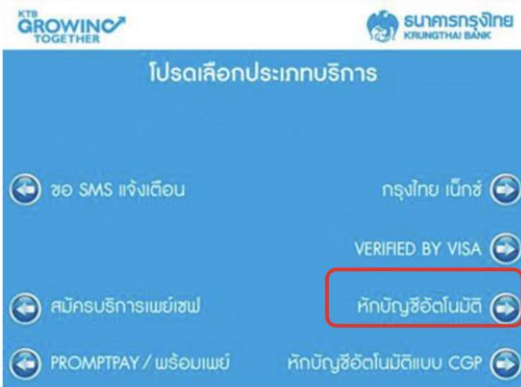 KTB
GROWING
TOGETHER
ธนาคารกรุงไทย
KRUNGTHAI BANK
โปรดเลือกประเภทบริการ
ขอ SMS แจ้งเตือน
กรุงไทย เน็กซ์
VERIFIED BY VISA
สมัครบริการเพย์เซฟ
หักบัญชีอัตโนมัติ
PROMPTPAY / พร้อมเพย์
หักบัญชีอัตโนมัติแบบ CGP